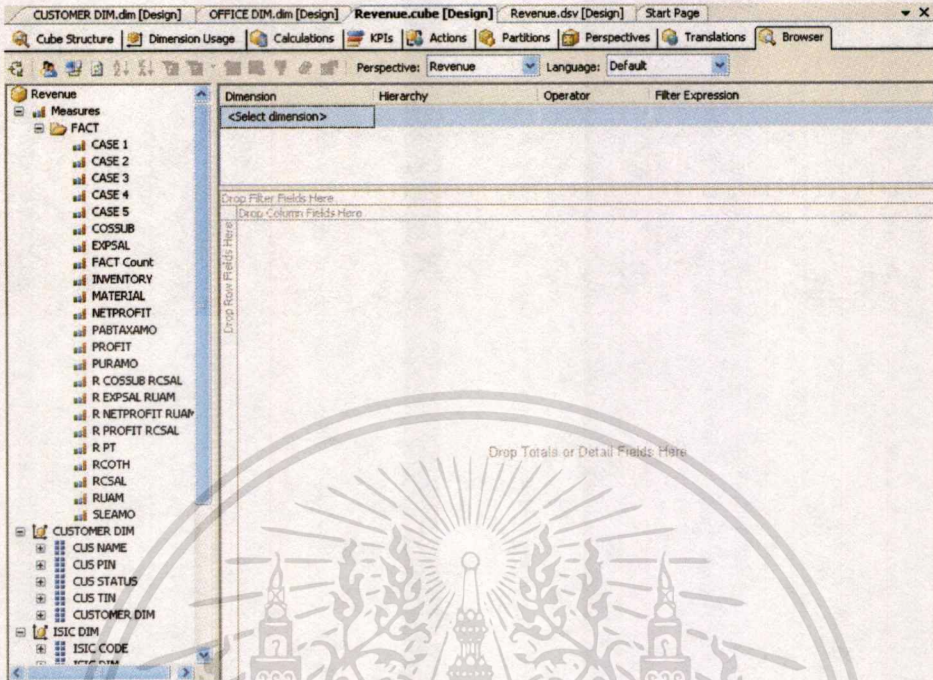 CUSTOMER DIM.dim [Design] OFFICE DIM.dim [Design] Revenue.cube [Design] Revenue.dsv [Design] Start Page
Cube Structure Dimension Usage Calculations KPIs Actions Partitions Perspectives Translations Browser
Perspective: Revenue Language: Default
Revenue
Measures
FACT
CASE 1
CASE 2
CASE 3
CASE 4
CASE 5
COSSUB
EXPSAL
FACT Count
INVENTORY
MATERIAL
NETPROFIT
PABTAXAMO
PROFIT
PURAMO
R COSSUB RCSAL
R EXPSAL RUAM
R NETPROFIT RUAM
R PROFIT RCSAL
R PT
RCOTH
RCSAL
RUAM
SLEAMO
CUSTOMER DIM
CUS NAME
CUS PIN
CUS STATUS
CUS TIN
CUSTOMER DIM
ISIC DIM
ISIC CODE
ISIC DIM
Dimension Hierarchy Operator Filter Expression
<Select dimension>
Drop Filter Fields Here
Drop Column Fields Here
Drop Row Fields Here
Drop Totals or Detail Fields Here